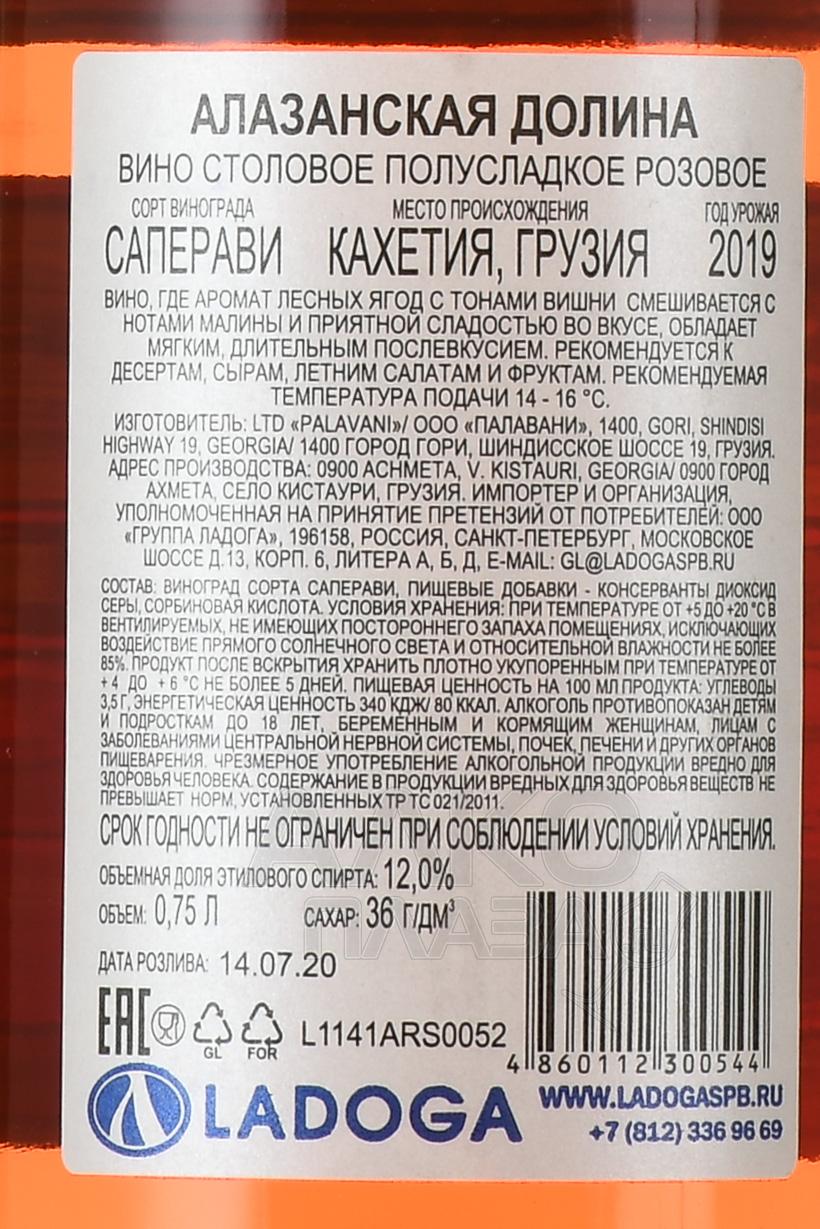 АЛАЗАНСКАЯ ДОЛИНА
ВИНО СТОЛОВОЕ ПОЛУСЛАДКОЕ РОЗОВОЕ
СОРТ ВИНОГРАДА МЕСТО ПРОИСХОЖДЕНИЯ ГОД УРОЖАЯ
САПЕРАВИ КАХЕТИЯ, ГРУЗИЯ 2019
ВИНО, ГДЕ АРОМАТ ЛЕСНЫХ ЯГОД С ТОНАМИ ВИШНИ СМЕШИВАЕТСЯ С
НОТАМИ МАЛИНЫ И ПРИЯТНОЙ СЛАДОСТЬЮ ВО ВКУСЕ, ОБЛАДАЕТ
МЯГКИМ, ДЛИТЕЛЬНЫМ ПОСЛЕВКУСИЕМ. РЕКОМЕНДУЕТСЯ К
ДЕСЕРТАМ, СЫРАМ, ЛЕТНИМ САЛАТАМ И ФРУКТАМ. РЕКОМЕНДУЕМАЯ
ТЕМПЕРАТУРА ПОДАЧИ 14 - 16 °С.
ИЗГОТОВИТЕЛЬ: LTD «PALAVANI»/ ООО «ПАЛАВАНИ», 1400, GORI, SHINDISI
HIGHWAY 19, GEORGIA/ 1400 ГОРОД ГОРИ, ШИНДИССКОЕ ШОССЕ 19, ГРУЗИЯ.
АДРЕС ПРОИЗВОДСТВА: 0900 ACHMETA, V. KISTAURI, GEORGIA/ 0900 ГОРОД
АХМЕТА, СЕЛО КИСТАУРИ, ГРУЗИЯ. ИМПОРТЕР И ОРГАНИЗАЦИЯ,
УПОЛНОМОЧЕННАЯ НА ПРИНЯТИЕ ПРЕТЕНЗИЙ ОТ ПОТРЕБИТЕЛЕЙ: ООО
«ГРУППА ЛАДОГА», 196158, РОССИЯ, САНКТ-ПЕТЕРБУРГ, МОСКОВСКОЕ
ШОССЕ Д.13, КОРП. 6, ЛИТЕРА А, Б, Д, E-MAIL: GL@LADOGASPB.RU
СОСТАВ: ВИНОГРАД СОРТА САПЕРАВИ, ПИЩЕВЫЕ ДОБАВКИ - КОНСЕРВАНТЫ ДИОКСИД
СЕРЫ, СОРБИНОВАЯ КИСЛОТА. УСЛОВИЯ ХРАНЕНИЯ: ПРИ ТЕМПЕРАТУРЕ ОТ +5 ДО +20 °С В
ВЕНТИЛИРУЕМЫХ, НЕ ИМЕЮЩИХ ПОСТОРОННЕГО ЗАПАХА ПОМЕЩЕНИЯХ, ИСКЛЮЧАЮЩИХ
ВОЗДЕЙСТВИЕ ПРЯМОГО СОЛНЕЧНОГО СВЕТА И ОТНОСИТЕЛЬНОЙ ВЛАЖНОСТИ НЕ БОЛЕЕ
85%. ПРОДУКТ ПОСЛЕ ВСКРЫТИЯ ХРАНИТЬ ПЛОТНО УКУПОРЕННЫМ ПРИ ТЕМПЕРАТУРЕ ОТ
+ 4 ДО + 6 °С НЕ БОЛЕЕ 5 ДНЕЙ. ПИЩЕВАЯ ЦЕННОСТЬ НА 100 МЛ ПРОДУКТА: УГЛЕВОДЫ
3,5 Г, ЭНЕРГЕТИЧЕСКАЯ ЦЕННОСТЬ 340 КДЖ/ 80 ККАЛ. АЛКОГОЛЬ ПРОТИВОПОКАЗАН ДЕТЯМ
И ПОДРОСТКАМ ДО 18 ЛЕТ, БЕРЕМЕННЫМ И КОРМЯЩИМ ЖЕНЩИНАМ, ЛИЦАМ С
ЗАБОЛЕВАНИЯМИ ЦЕНТРАЛЬНОЙ НЕРВНОЙ СИСТЕМЫ, ПОЧЕК, ПЕЧЕНИ И ДРУГИХ ОРГАНОВ
ПИЩЕВАРЕНИЯ. ЧРЕЗМЕРНОЕ УПОТРЕБЛЕНИЕ АЛКОГОЛЬНОЙ ПРОДУКЦИИ ВРЕДНО ДЛЯ
ЗДОРОВЬЯ ЧЕЛОВЕКА. СОДЕРЖАНИЕ В ПРОДУКЦИИ ВРЕДНЫХ ДЛЯ ЗДОРОВЬЯ ВЕЩЕСТВ НЕ
ПРЕВЫШАЕТ НОРМ, УСТАНОВЛЕННЫХ ТР ТС 021/2011.
СРОК ГОДНОСТИ НЕ ОГРАНИЧЕН ПРИ СОБЛЮДЕНИИ УСЛОВИЙ ХРАНЕНИЯ.
ОБЪЕМНАЯ ДОЛЯ ЭТИЛОВОГО СПИРТА: 12,0%
ОБЪЕМ: 0,75 Л САХАР: 36 Г/ДМ³
АЛКО
ПЛАЗА
ДАТА РОЗЛИВА: 14.07.20
EAC GL FOR L1141ARS0052
4 860112 300544
LADOGA
WWW.LADOGASPB.RU
+7 (812) 336 96 69